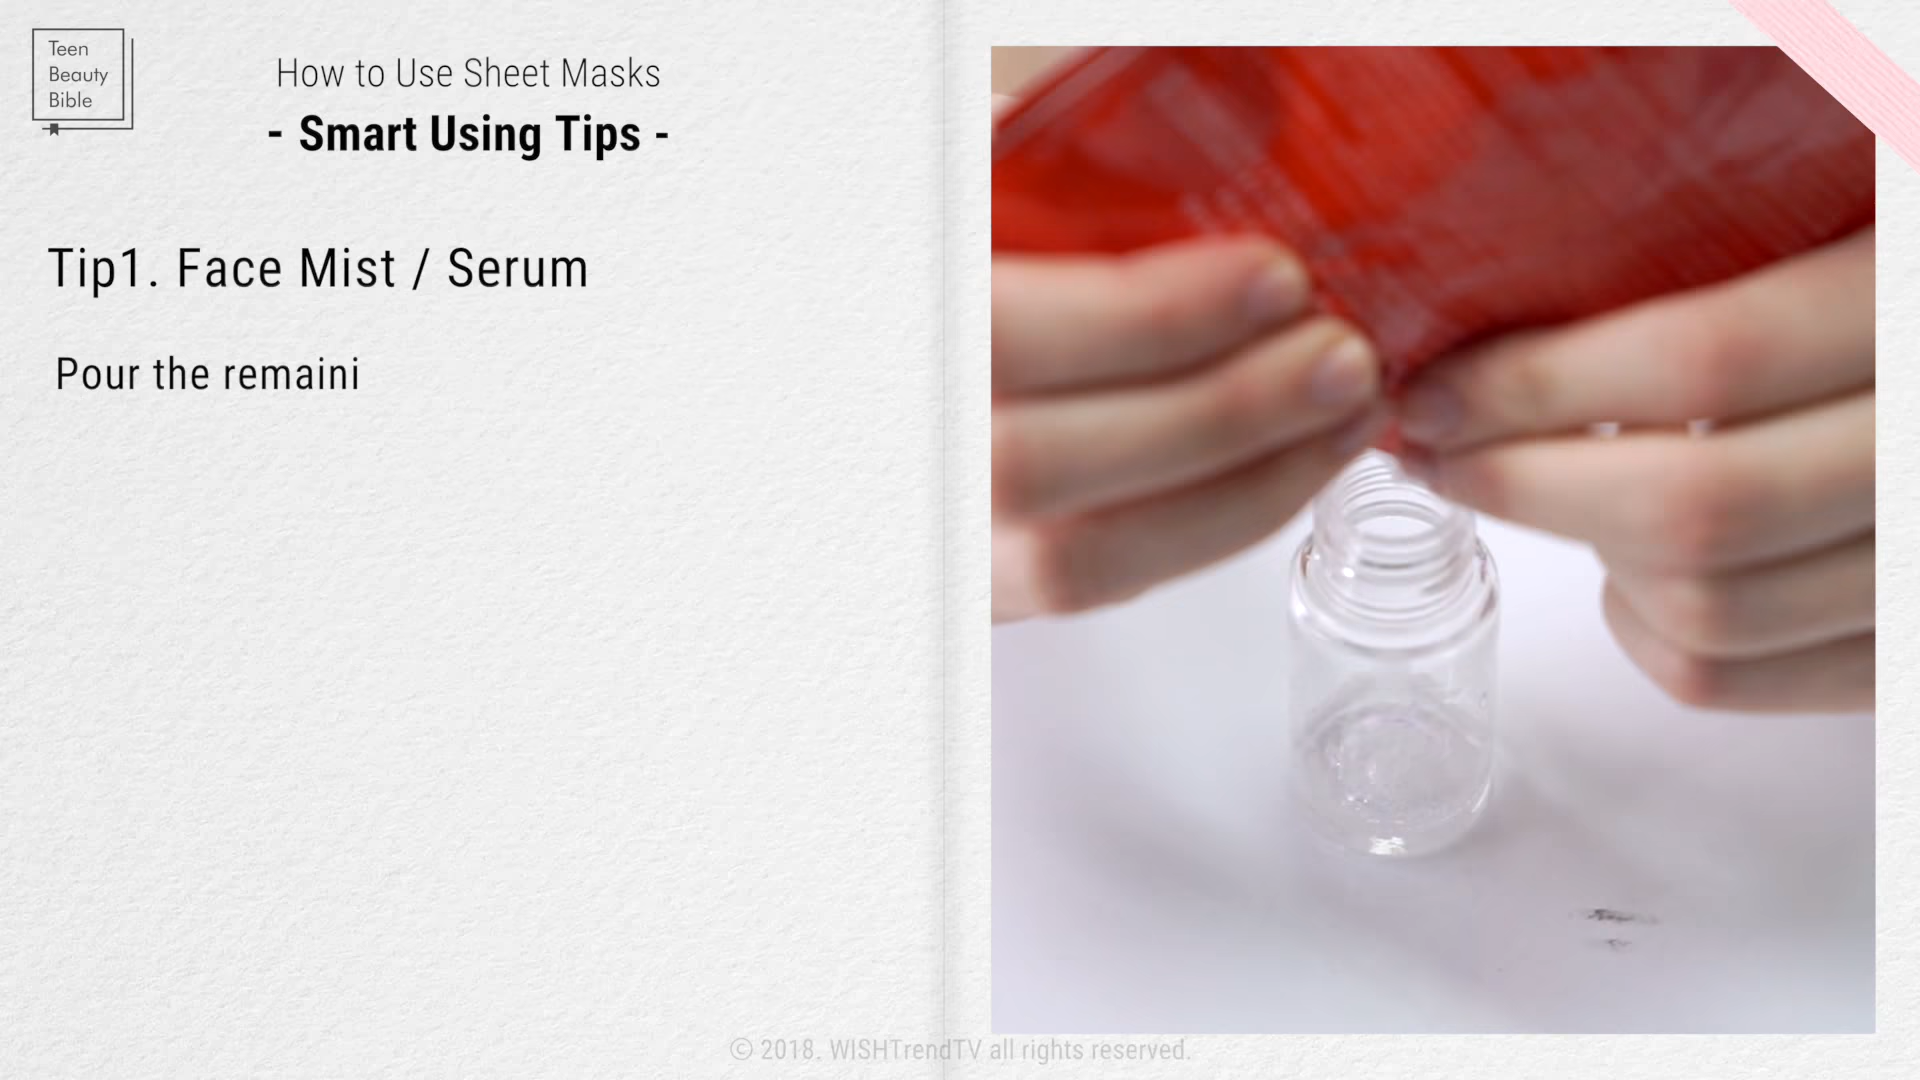 Teen
Beauty
Bible
How to Use Sheet Masks
- Smart Using Tips -
Tip1. Face Mist / Serum
Pour the remaini
© 2018. WISHTrendTV all rights reserved.